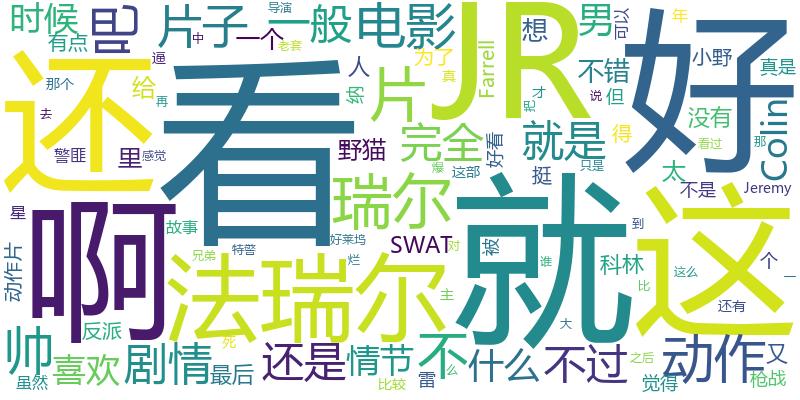 时候
有点
吧
片子
导演
中
一个
老套
逼
一般
电影
为了
真
JR
Farrell
想
男
可以
年
小野
那个
再
给
人
纳
片
不错
把
才
但
说
真是
好
还
看
去
警匪
感觉
里
野猫
完全
好看
就是
这部
爆
得
挺
没有
太
Colin
那
看过
只是
不是
Jeremy
星
啊
瑞尔
就
这
故事
特警
兄弟
好莱坞
烂
SWAT
对
被
谁
科林
到
这么
比
个
一
还有
动作片
法瑞尔
主
大
帅
反派
虽然
喜欢
剧情
最后
死
还是
情节
比较
雷
不
么
什么
不过
之后
觉得
动作
又
枪战